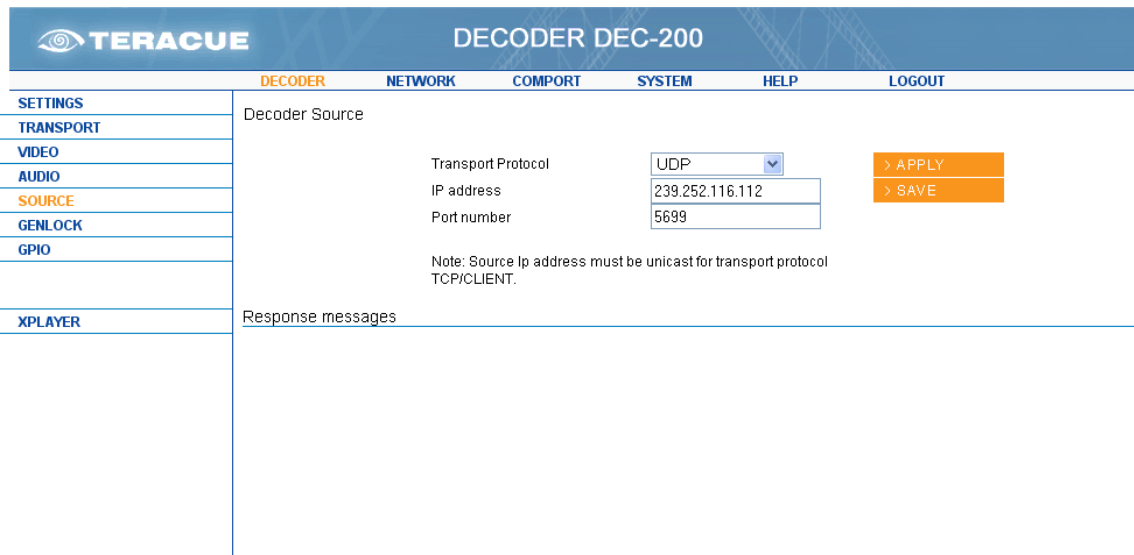 TERACUE
DECODER DEC-200
DECODER NETWORK COMPORT SYSTEM HELP LOGOUT
SETTINGS
TRANSPORT
VIDEO
AUDIO
SOURCE
GENLOCK
GPIO
XPLAYER
Decoder Source
Transport Protocol UDP > APPLY
IP address 239.252.116.112 > SAVE
Port number 5699
Note: Source Ip address must be unicast for transport protocol
TCP/CLIENT.
Response messages